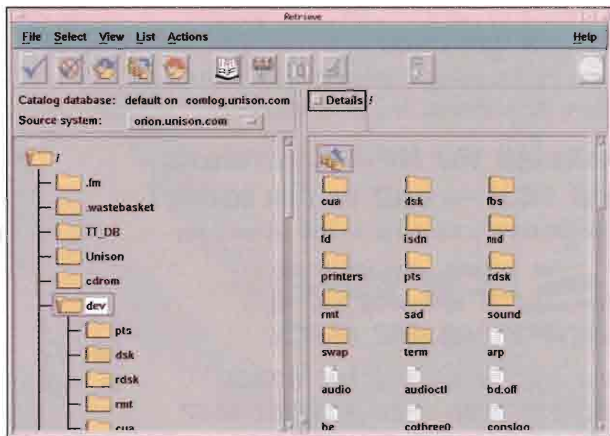 Retrieve
File Select View List Actions Help
Catalog database: default on comlog.unison.com
Source system: orion.unison.com
Details /
/
.fm
.wastebasket
TT_DB
Unison
cdrom
dev
pts
dsk
rdsk
rmt
cua
cua dsk fbs
fd isdn md
printers pts rdsk
rmt sad sound
swap term arp
audio audioctl bd.off
be cothree0 conslog